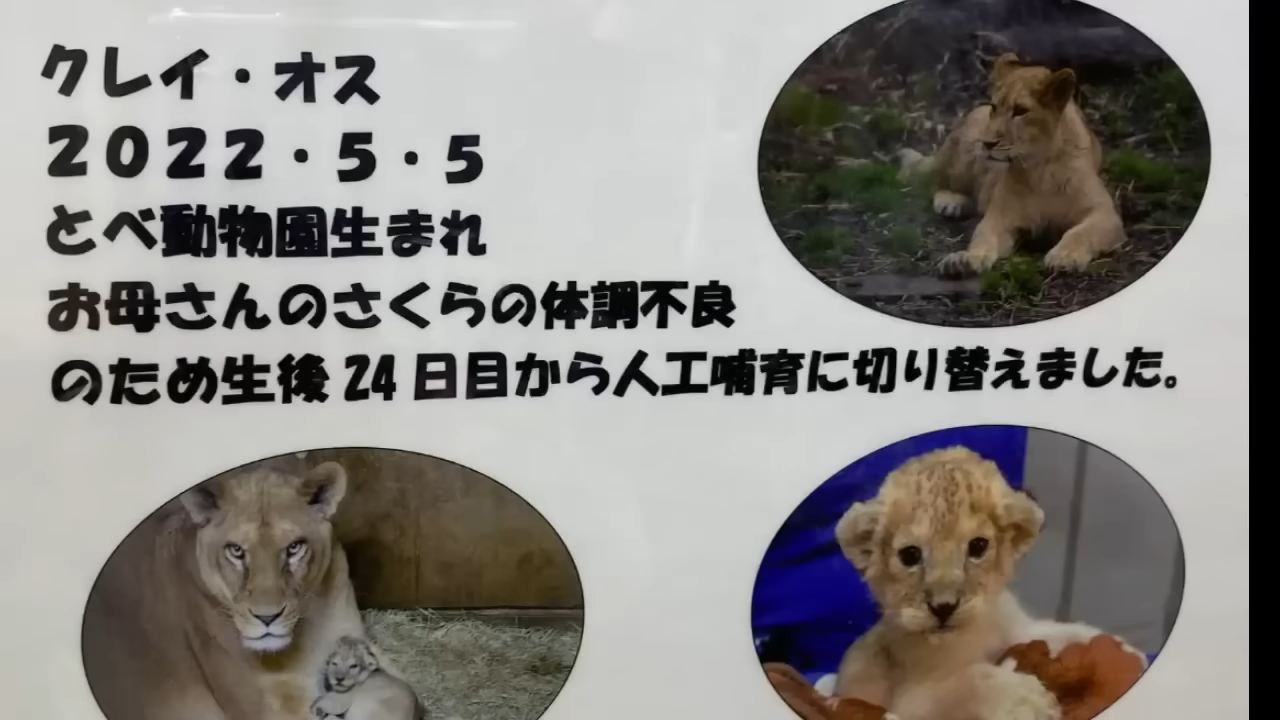 クレイ・オス
２０２２・５・５
とべ動物園生まれ
お母さんのさくらの体調不良
のため生後24日目から人工哺育に切り替えました。